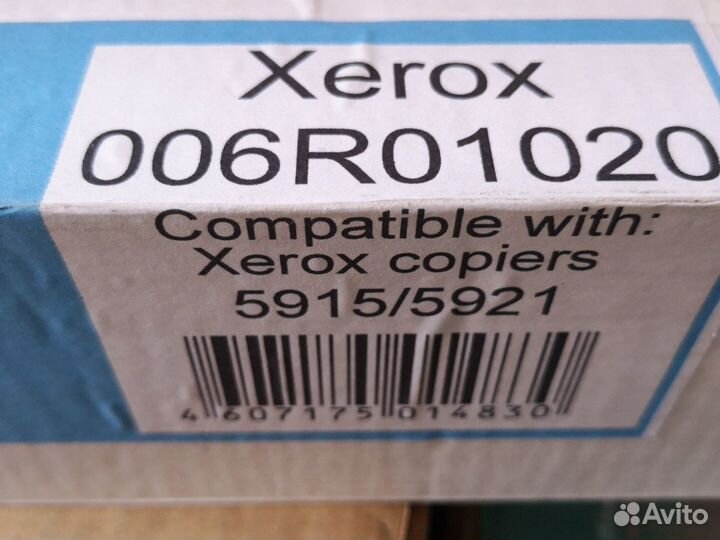 Xerox
006R01020
Compatible with:
Xerox copiers
5915/5921
4 607175 014830
Avito